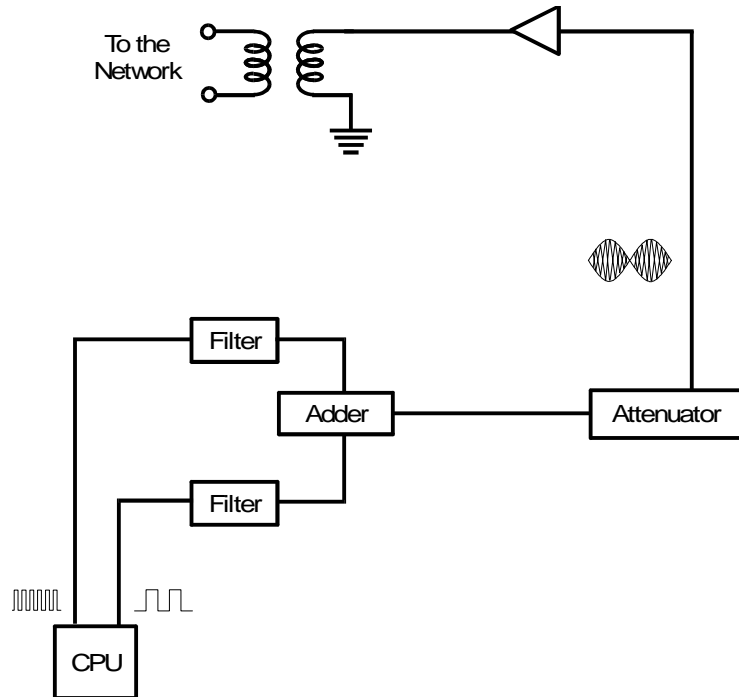 To the
Network
Filter
Adder
Attenuator
Filter
CPU